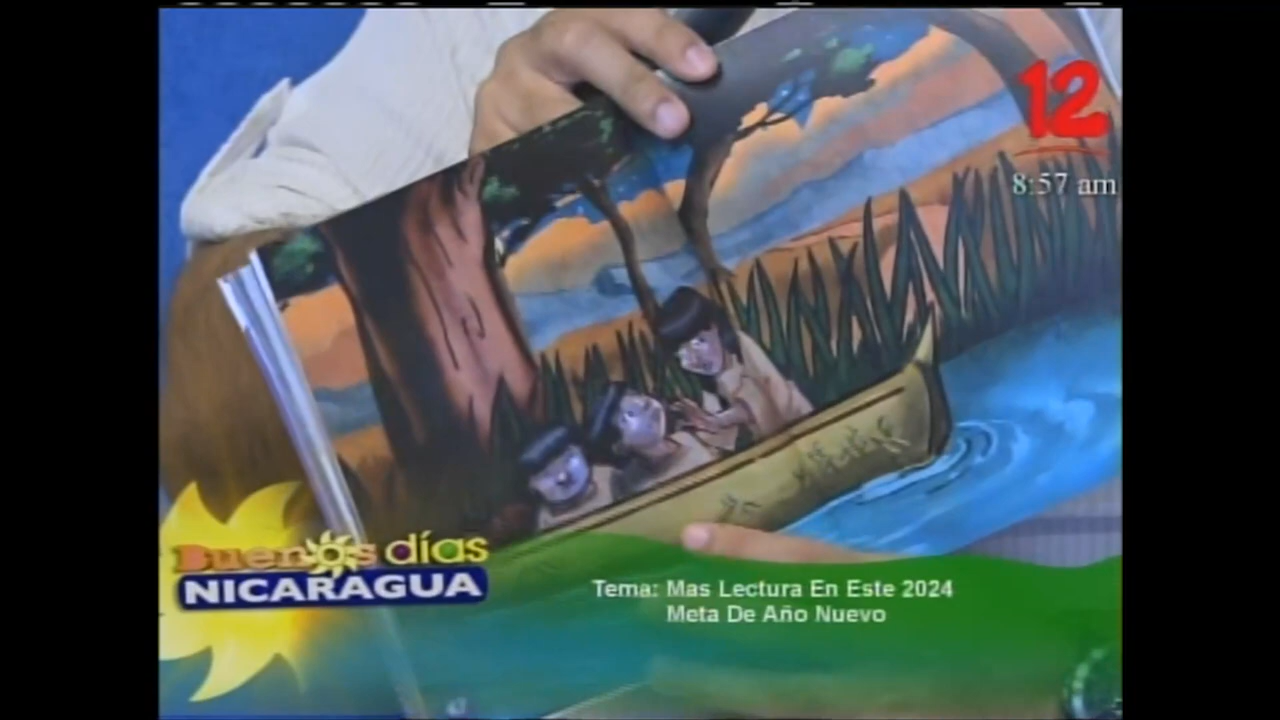 12
8:57 am
Buenos días
NICARAGUA
Tema: Mas Lectura En Este 2024
Meta De Año Nuevo